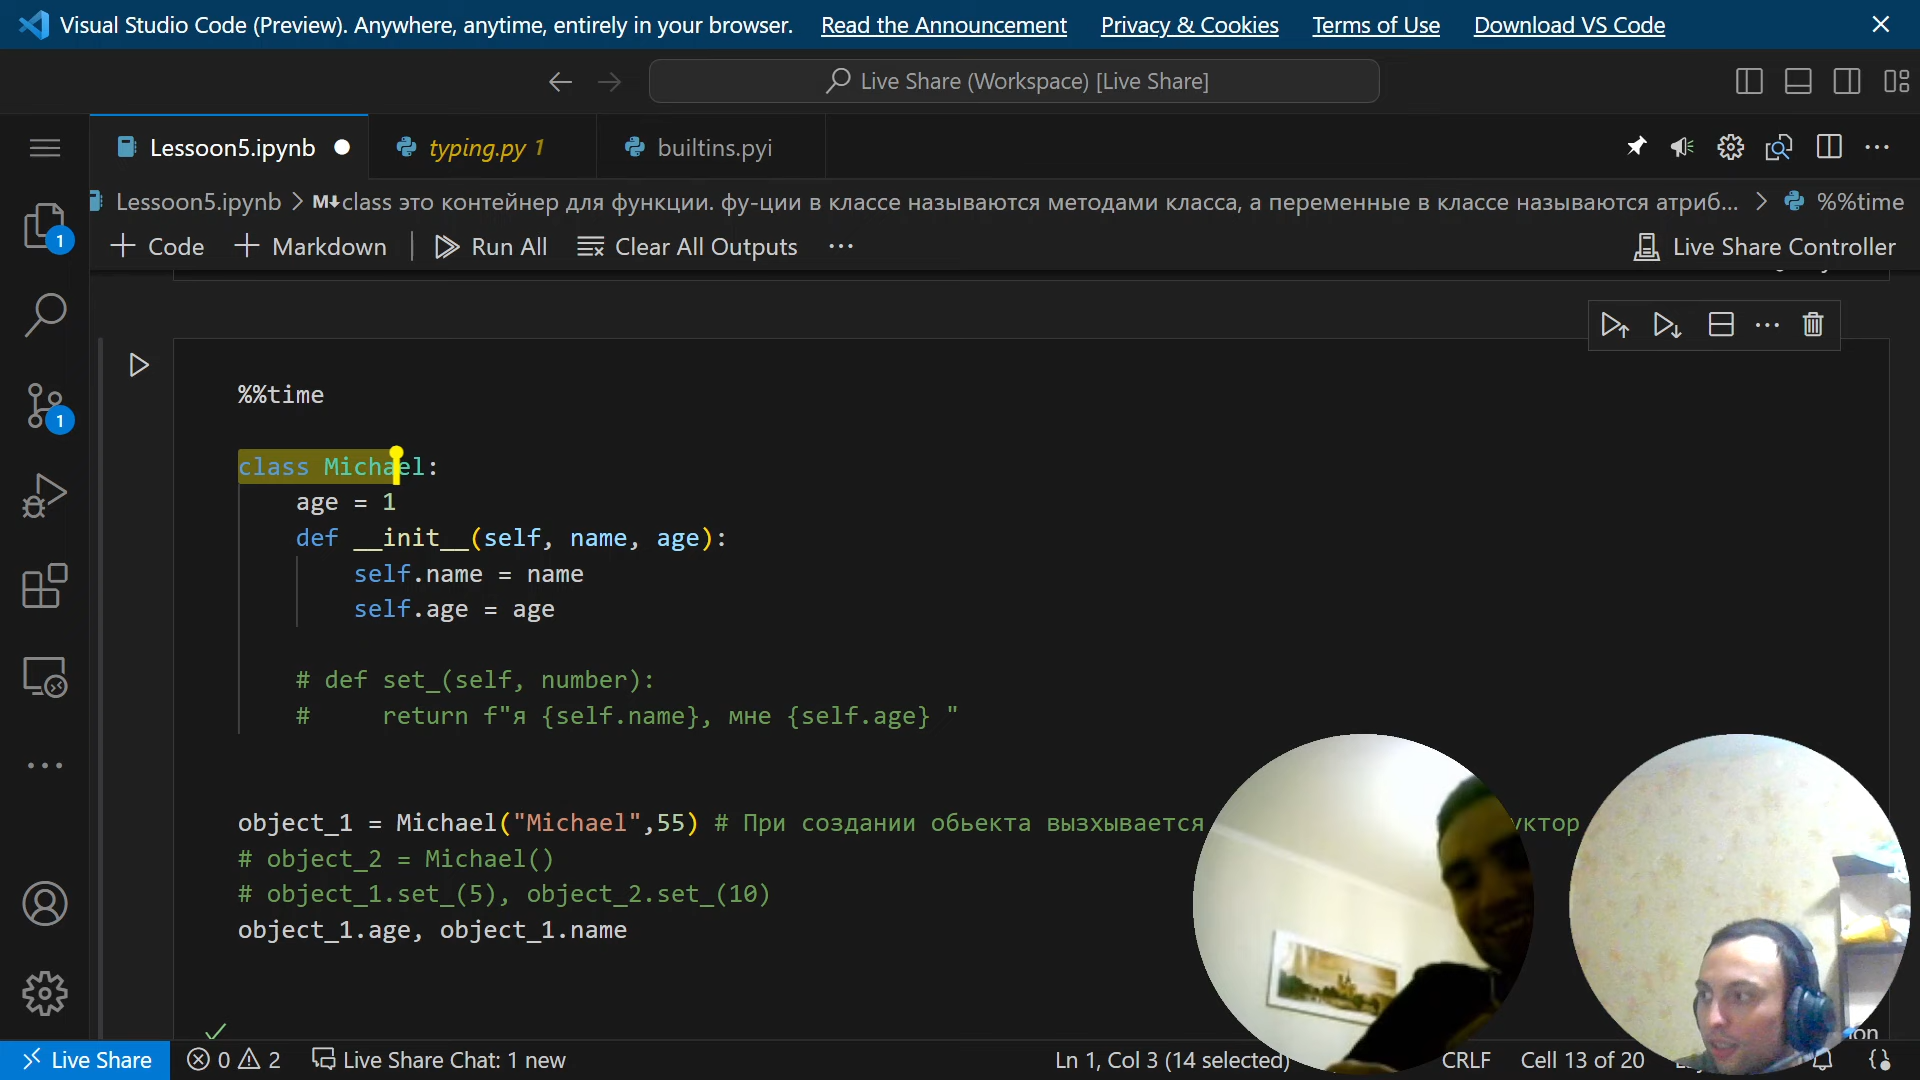 Visual Studio Code (Preview). Anywhere, anytime, entirely in your browser. Read the Announcement Privacy & Cookies Terms of Use Download VS Code
Live Share (Workspace) [Live Share]
Lessoon5.ipynb typing.py 1 builtins.pyi
Lessoon5.ipynb > M↓class это контейнер для функции. фу-ции в классе называются методами класса, а переменные в классе называются атриб... > %%time
+ Code + Markdown Run All Clear All Outputs ... Live Share Controller
1
1
%%time
class Michael:
age = 1
def __init__(self, name, age):
self.name = name
self.age = age
# def set_(self, number):
# return f"я {self.name}, мне {self.age} "
object_1 = Michael("Michael",55) # При создании обьекта вызхывается уктор
# object_2 = Michael()
# object_1.set_(5), object_2.set_(10)
object_1.age, object_1.name
Live Share 0 2 Live Share Chat: 1 new Ln 1, Col 3 (14 selected) CRLF Cell 13 of 20